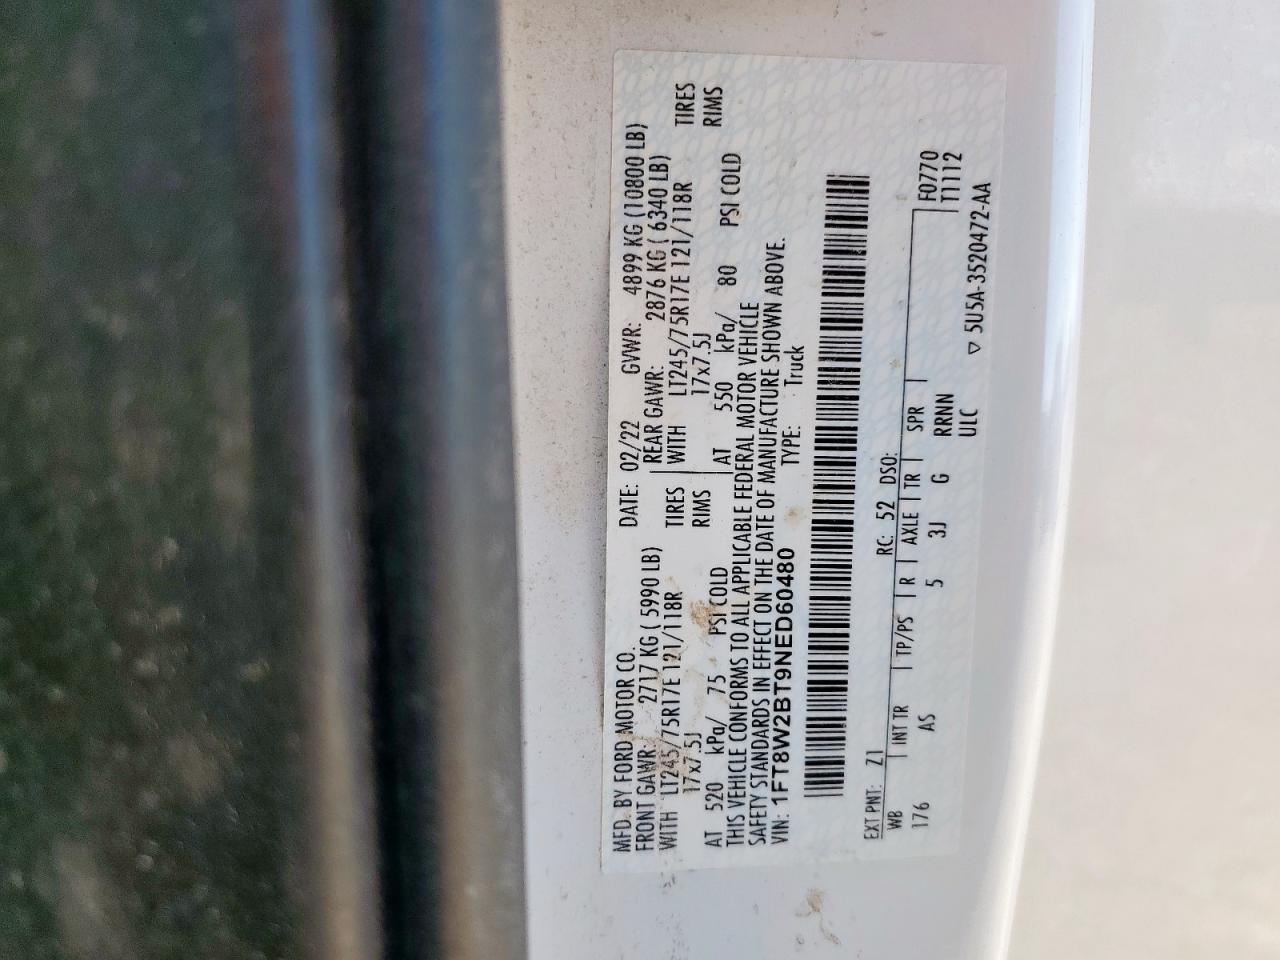 MFD. BY FORD MOTOR CO.
DATE: 02/22 GVWR: 4899 KG (10800 LB)
FRONT GAWR: 2717 KG ( 5990 LB) REAR GAWR: 2876 KG ( 6340 LB)
WITH LT245/75R17E 121/118R TIRES WITH LT245/75R17E 121/118R TIRES
17x7.5J RIMS 17x7.5J RIMS
AT 520 kPa/ 75 PSI COLD AT 550 kPa/ 80 PSI COLD
THIS VEHICLE CONFORMS TO ALL APPLICABLE FEDERAL MOTOR VEHICLE
SAFETY STANDARDS IN EFFECT ON THE DATE OF MANUFACTURE SHOWN ABOVE.
VIN: 1FT8W2BT9NED60480 TYPE: Truck
EXT PNT: Z1 RC: 52 DSO:
WB INT TR TP/PS R AXLE TR SPR F0770
176 AS 5 3J G RRNN T1112
ULC ▽ 5U5A-3520472-AA